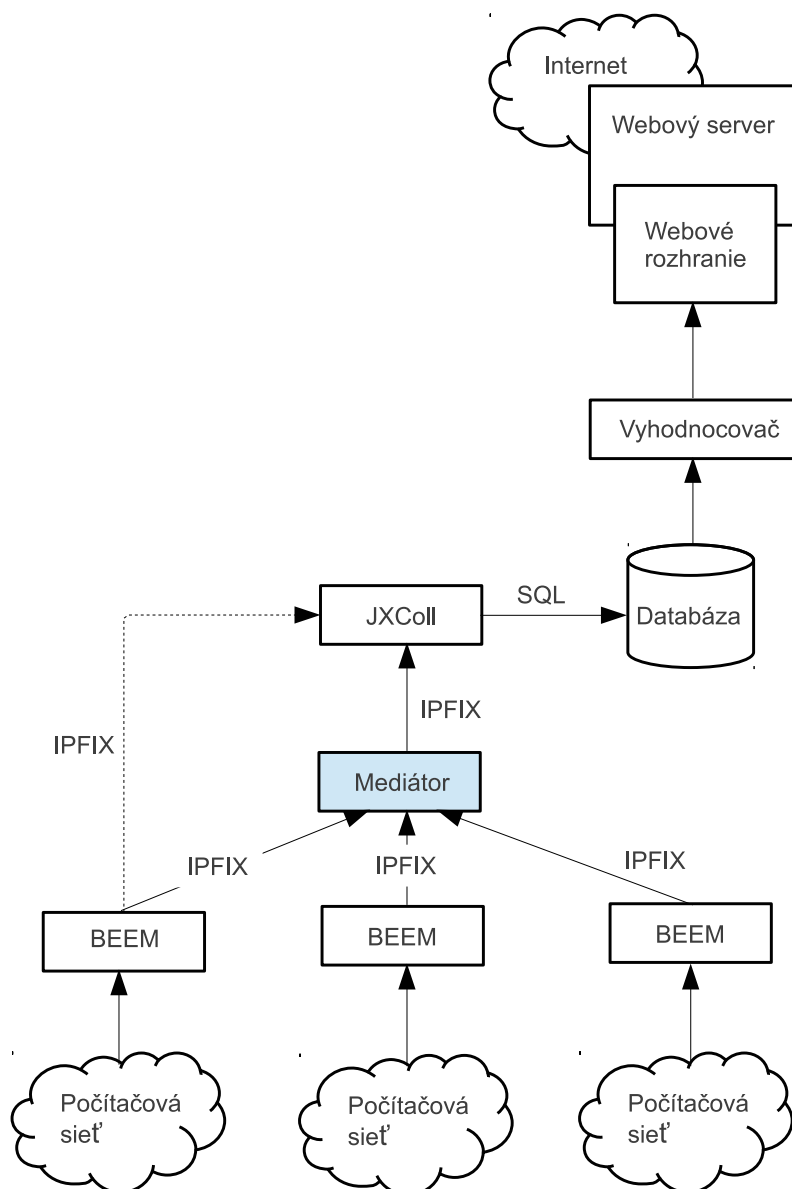 Internet
Webový server
Webové
rozhranie
Vyhodnocovač
JXColl
SQL
Databáza
IPFIX
IPFIX
Mediátor
IPFIX
IPFIX
IPFIX
BEEM
BEEM
BEEM
Počítačová
sieť
Počítačová
sieť
Počítačová
sieť